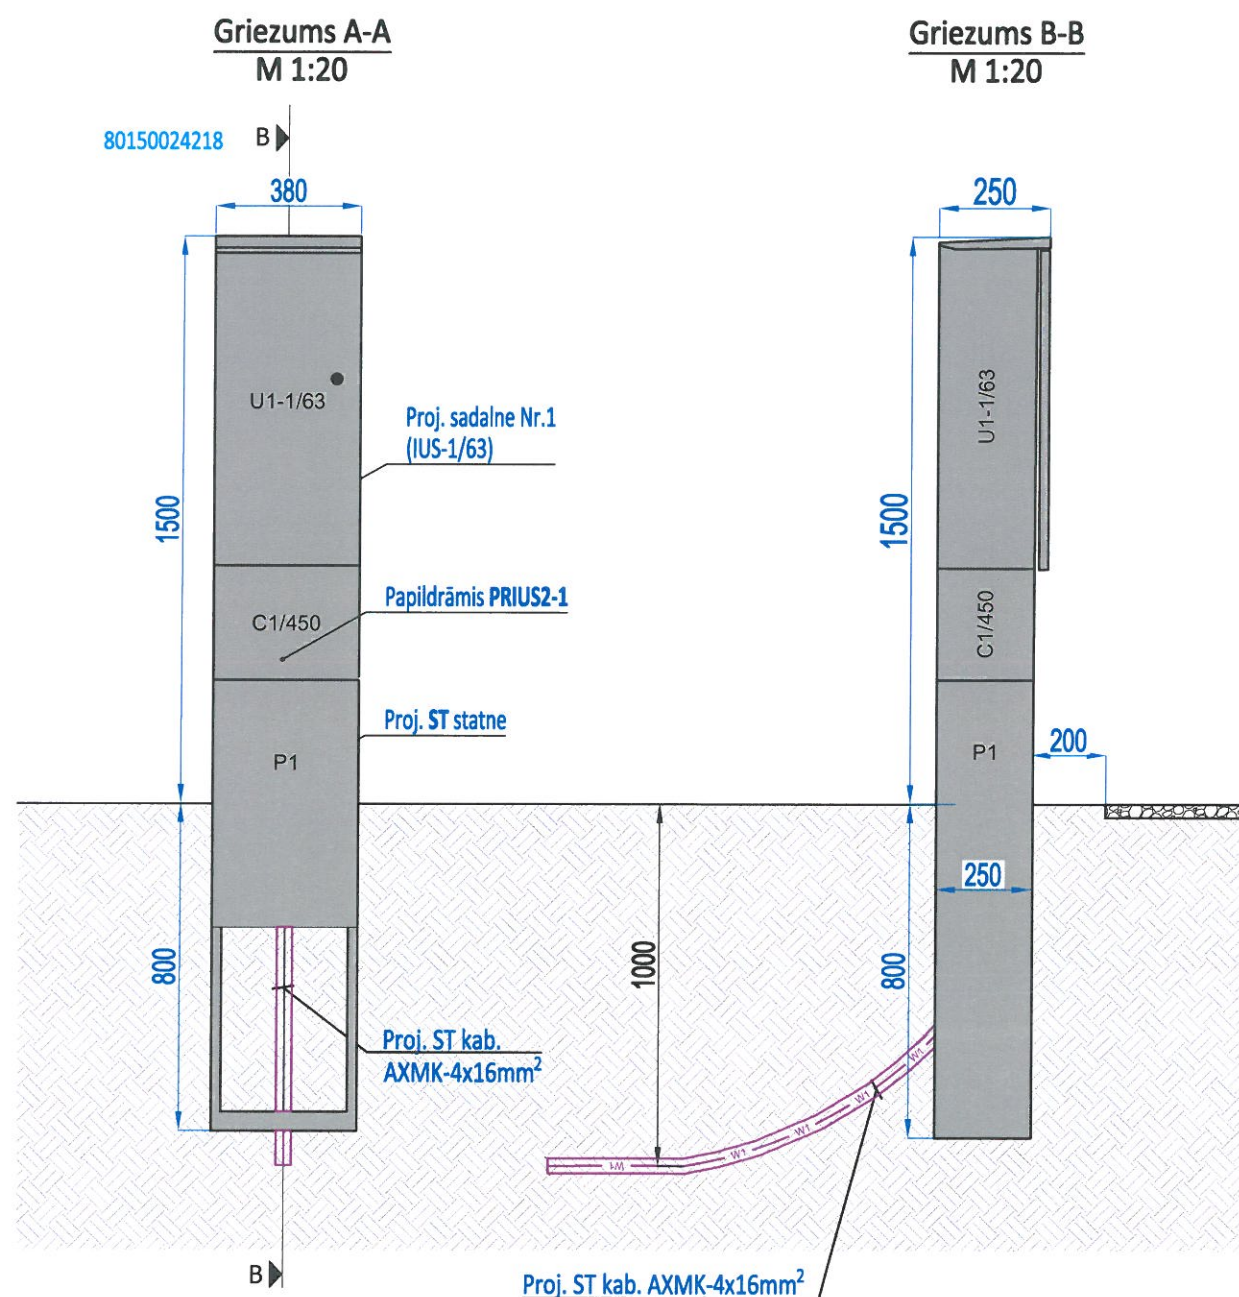 Griezums A-A
M 1:20
80150024218
B
380
1500
U1-1/63
Proj. sadalne Nr.1
(IUS-1/63)
C1/450
Papildrāmis PRIUS2-1
Proj. ST statne
P1
800
Proj. ST kab.
AXMK-4x16mm²
B
Griezums B-B
M 1:20
250
1500
U1-1/63
C1/450
P1
200
250
1000
800
W1
W1
W1
W1
W1
Proj. ST kab. AXMK-4x16mm²